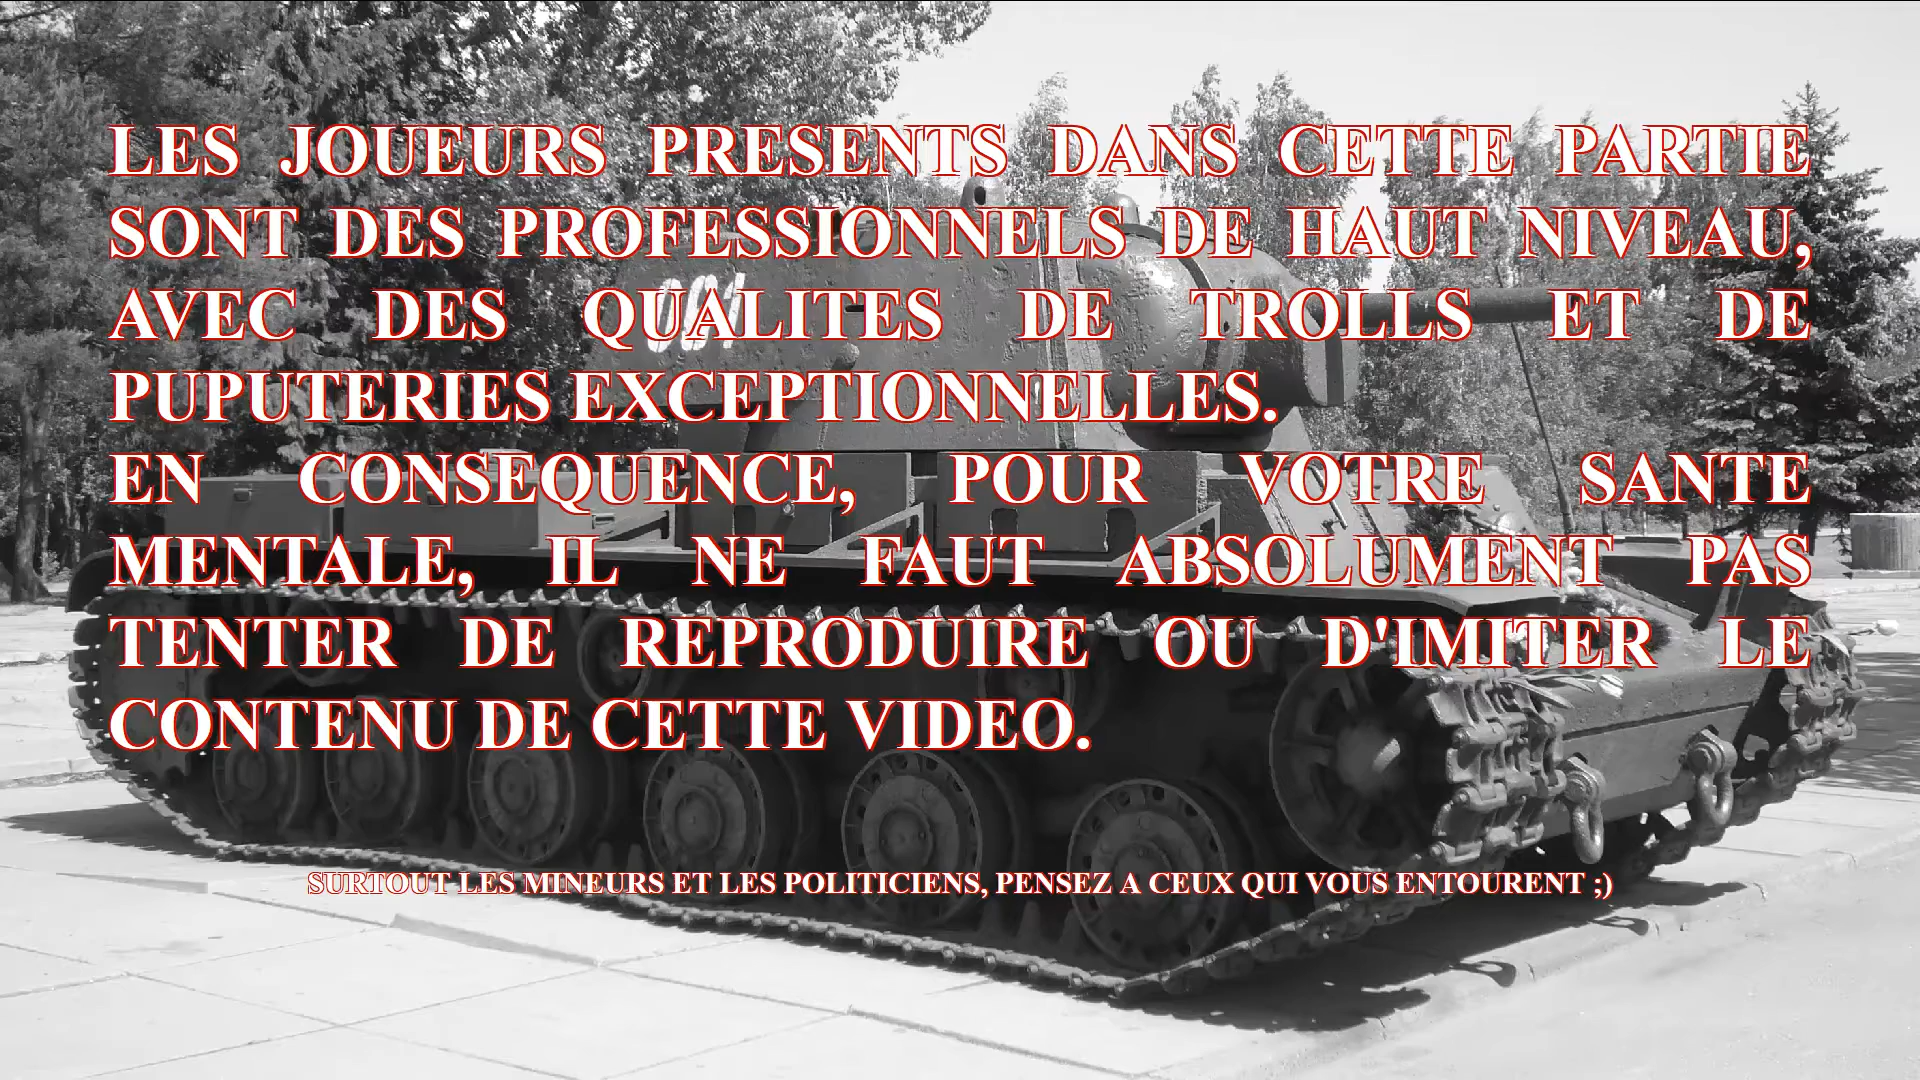 LES JOUEURS PRESENTS DANS CETTE PARTIE
SONT DES PROFESSIONNELS DE HAUT NIVEAU,
AVEC DES QUALITES DE TROLLS ET DE
PUPUTERIES EXCEPTIONNELLES.
EN CONSEQUENCE, POUR VOTRE SANTE
MENTALE, IL NE FAUT ABSOLUMENT PAS
TENTER DE REPRODUIRE OU D'IMITER LE
CONTENU DE CETTE VIDEO.
SURTOUT LES MINEURS ET LES POLITICIENS, PENSEZ A CEUX QUI VOUS ENTOURENT ;)